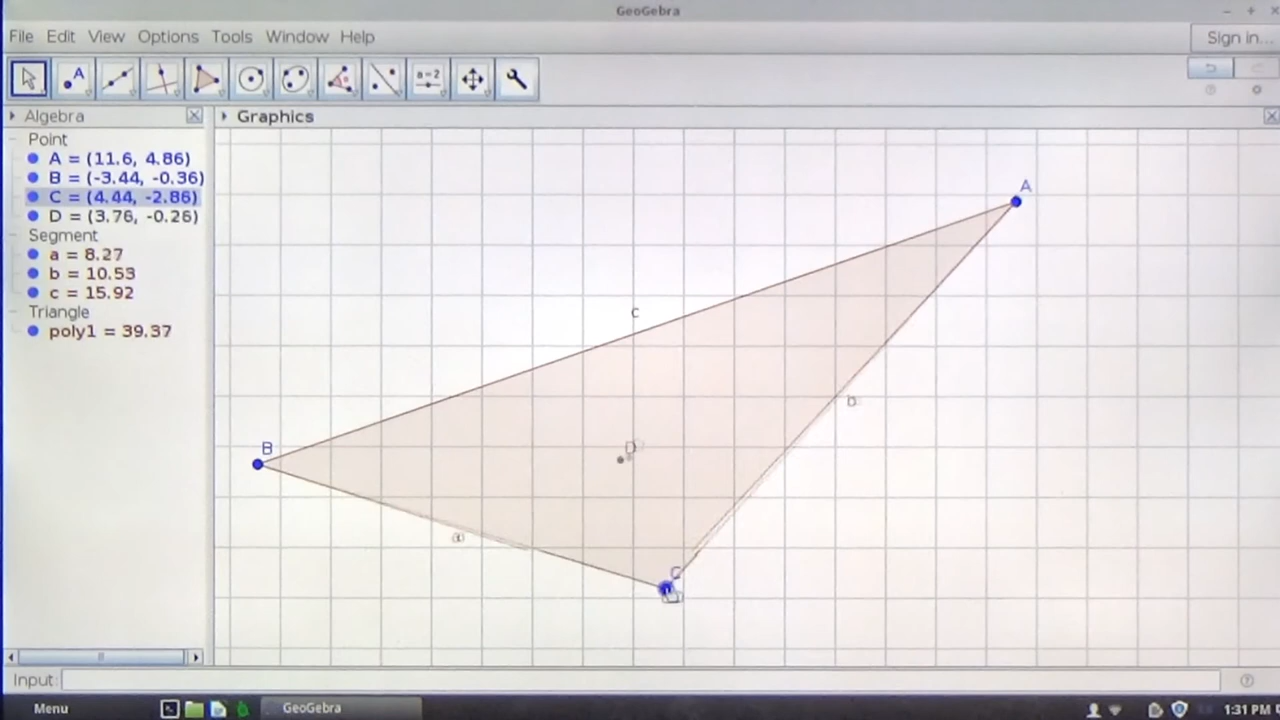 GeoGebra
File Edit View Options Tools Window Help
Sign in...
A
a=2
Algebra
Graphics
Point
A = (11.6, 4.86)
B = (-3.44, -0.36)
C = (4.44, -2.86)
D = (3.76, -0.26)
Segment
a = 8.27
b = 10.53
c = 15.92
Triangle
poly1 = 39.37
A
c
b
B
D
a
C
Input:
Menu
GeoGebra
1:31 PM